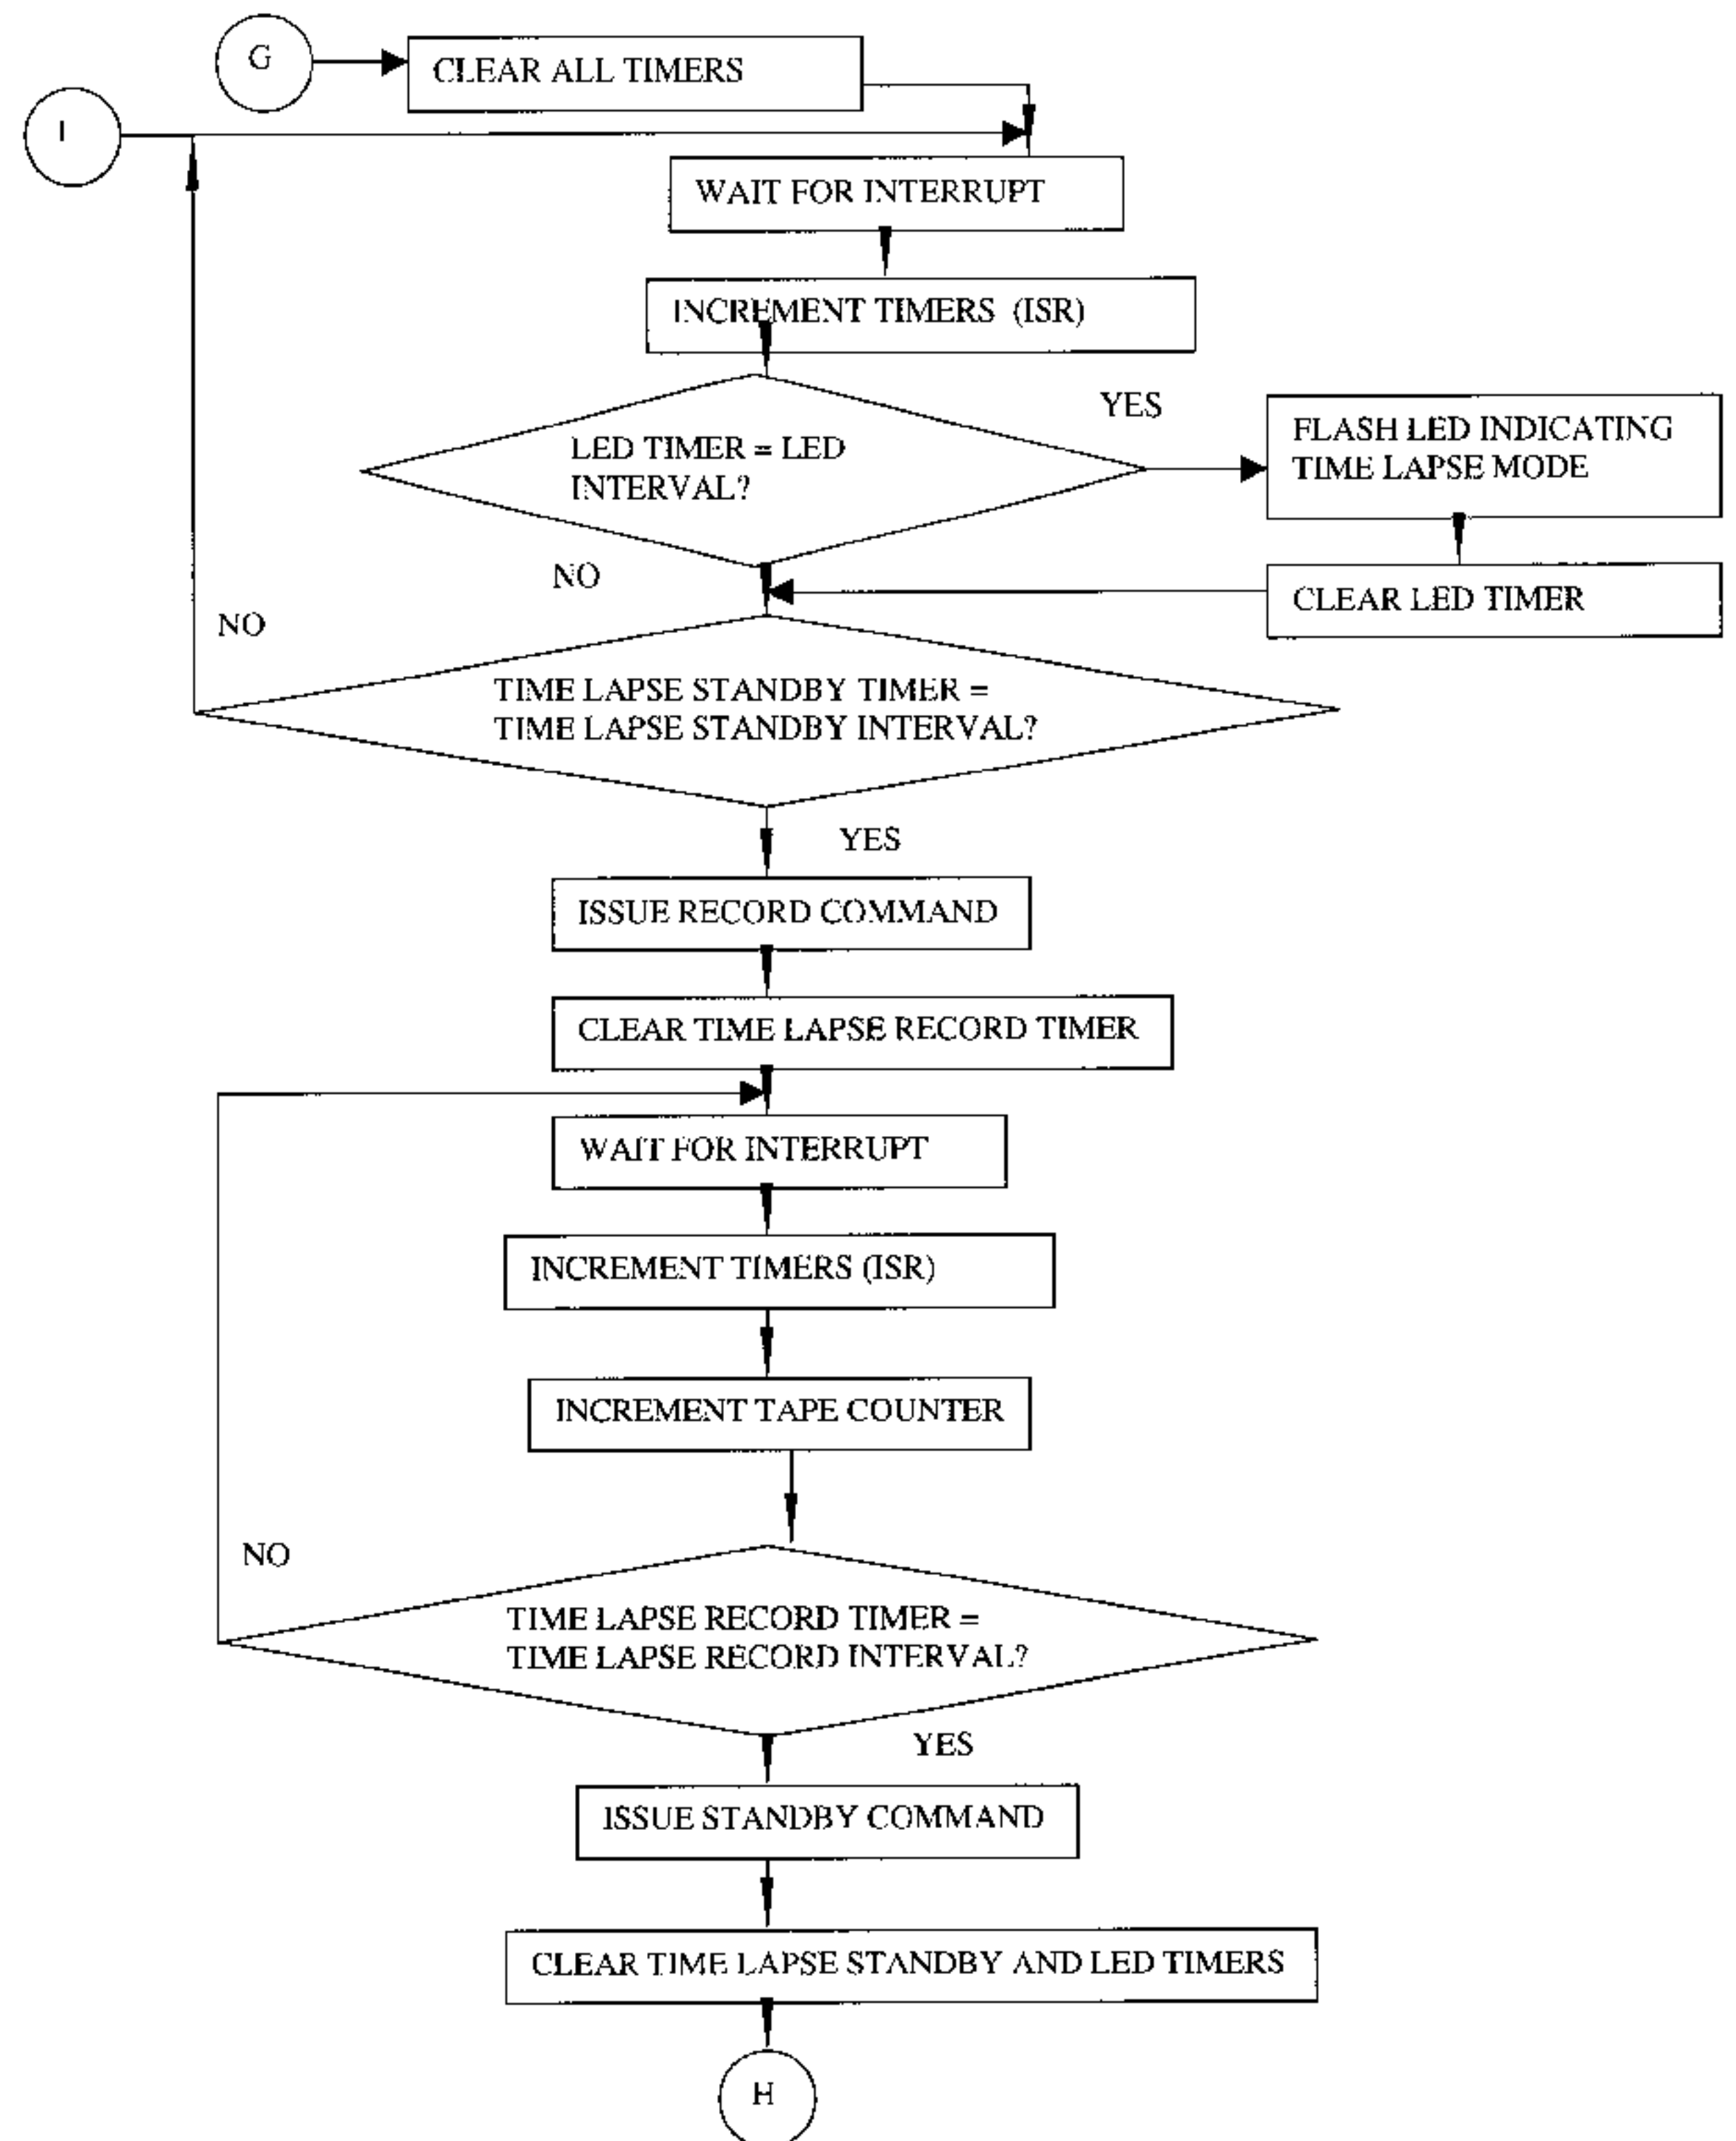 G
CLEAR ALL TIMERS
I
WAIT FOR INTERRUPT
INCREMENT TIMERS (ISR)
YES
LED TIMER = LED
INTERVAL?
FLASH LED INDICATING
TIME LAPSE MODE
NO
CLEAR LED TIMER
NO
TIME LAPSE STANDBY TIMER =
TIME LAPSE STANDBY INTERVAL?
YES
ISSUE RECORD COMMAND
CLEAR TIME LAPSE RECORD TIMER
WAIT FOR INTERRUPT
INCREMENT TIMERS (ISR)
INCREMENT TAPE COUNTER
NO
TIME LAPSE RECORD TIMER =
TIME LAPSE RECORD INTERVAL?
YES
ISSUE STANDBY COMMAND
CLEAR TIME LAPSE STANDBY AND LED TIMERS
H